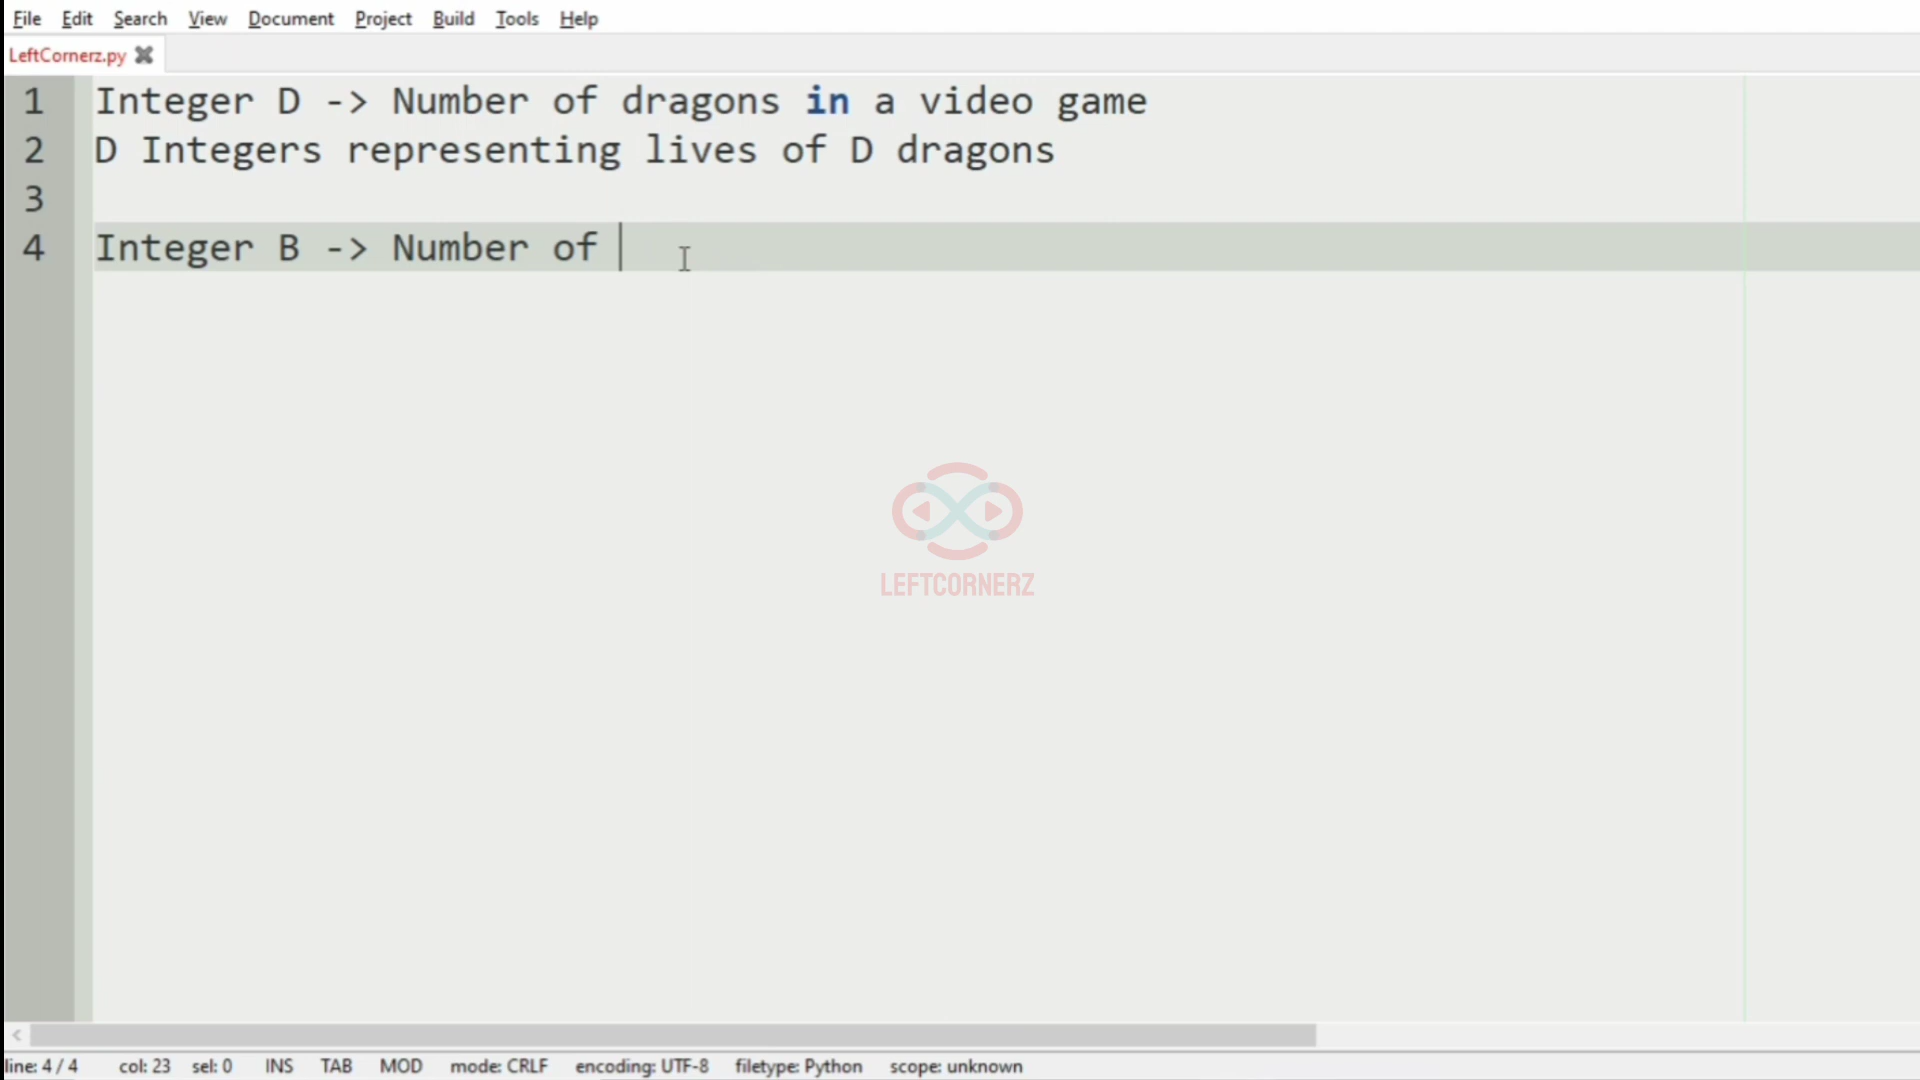 File Edit Search View Document Project Build Tools Help
LeftCornerz.py
1 Integer D -> Number of dragons in a video game
2 D Integers representing lives of D dragons
3
4 Integer B -> Number of
LEFTCORNERZ
line: 4 / 4 col: 23 sel: 0 INS TAB MOD mode: CRLF encoding: UTF-8 filetype: Python scope: unknown